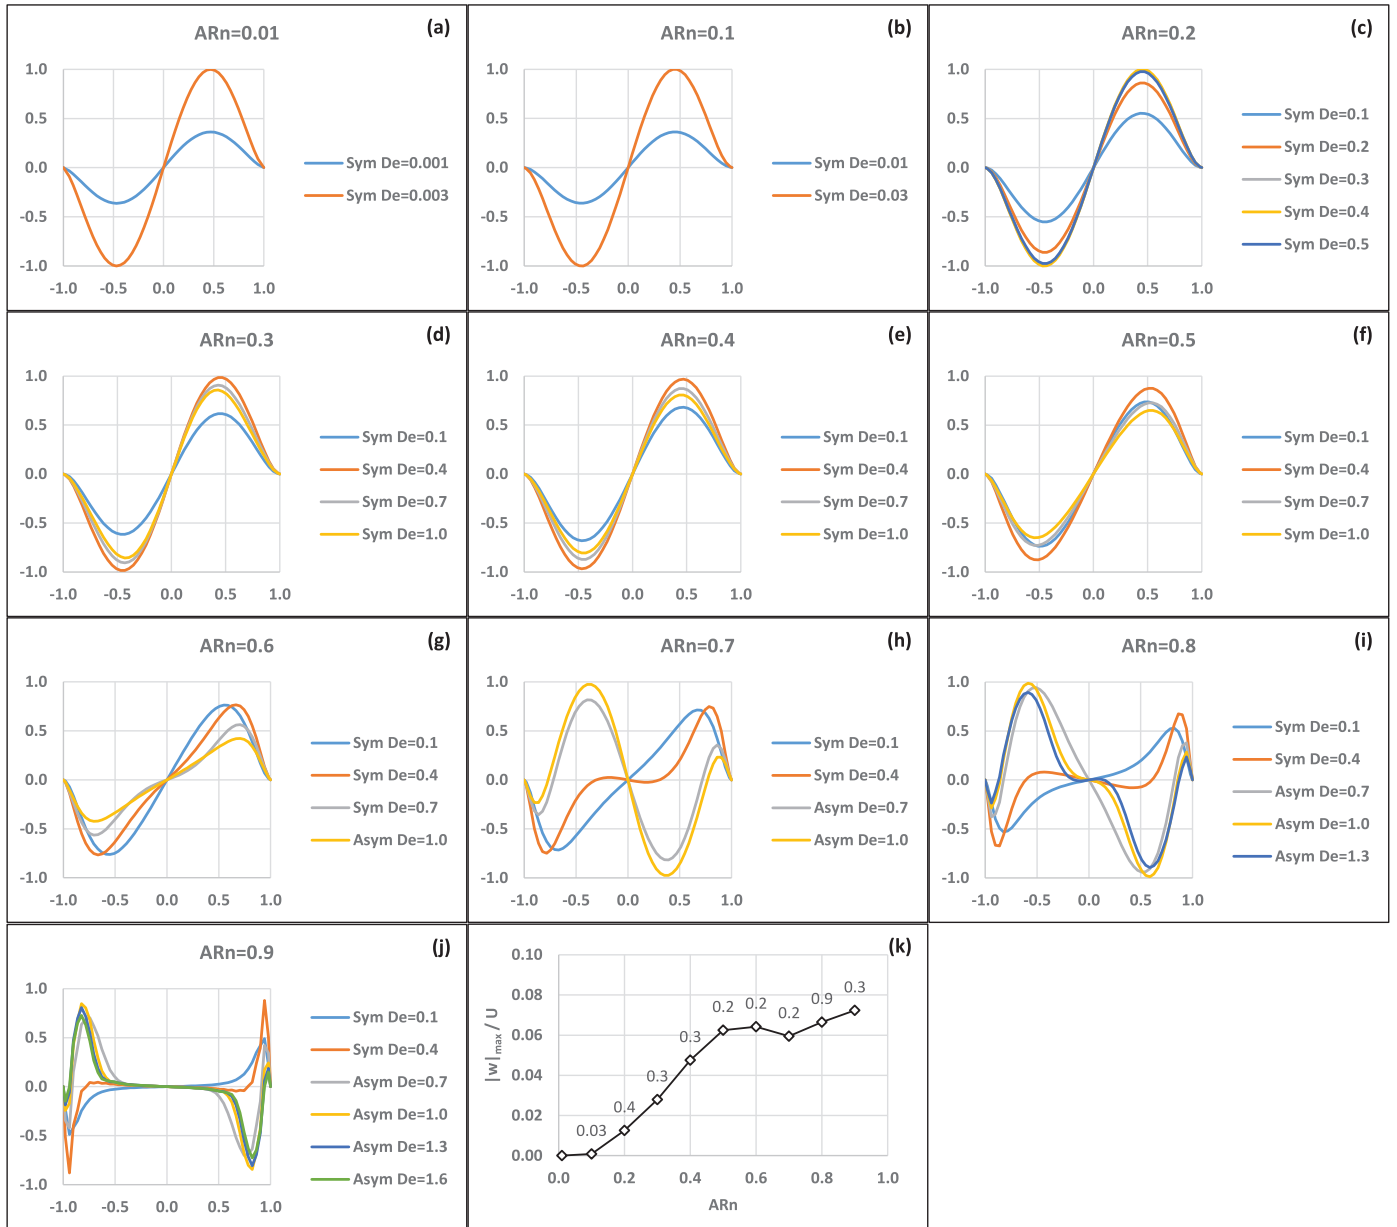 ARn=0.01 (a)
1.0
0.5
0.0
-0.5
-1.0
-1.0 -0.5 0.0 0.5 1.0
Sym De=0.001
Sym De=0.003
ARn=0.1 (b)
1.0
0.5
0.0
-0.5
-1.0
-1.0 -0.5 0.0 0.5 1.0
Sym De=0.01
Sym De=0.03
ARn=0.2 (c)
1.0
0.5
0.0
-0.5
-1.0
-1.0 -0.5 0.0 0.5 1.0
Sym De=0.1
Sym De=0.2
Sym De=0.3
Sym De=0.4
Sym De=0.5
ARn=0.3 (d)
1.0
0.5
0.0
-0.5
-1.0
-1.0 -0.5 0.0 0.5 1.0
Sym De=0.1
Sym De=0.4
Sym De=0.7
Sym De=1.0
ARn=0.4 (e)
1.0
0.5
0.0
-0.5
-1.0
-1.0 -0.5 0.0 0.5 1.0
Sym De=0.1
Sym De=0.4
Sym De=0.7
Sym De=1.0
ARn=0.5 (f)
1.0
0.5
0.0
-0.5
-1.0
-1.0 -0.5 0.0 0.5 1.0
Sym De=0.1
Sym De=0.4
Sym De=0.7
Sym De=1.0
ARn=0.6 (g)
1.0
0.5
0.0
-0.5
-1.0
-1.0 -0.5 0.0 0.5 1.0
Sym De=0.1
Sym De=0.4
Sym De=0.7
Asym De=1.0
ARn=0.7 (h)
1.0
0.5
0.0
-0.5
-1.0
-1.0 -0.5 0.0 0.5 1.0
Sym De=0.1
Sym De=0.4
Asym De=0.7
Asym De=1.0
ARn=0.8 (i)
1.0
0.5
0.0
-0.5
-1.0
-1.0 -0.5 0.0 0.5 1.0
Sym De=0.1
Sym De=0.4
Asym De=0.7
Asym De=1.0
Asym De=1.3
ARn=0.9 (j)
1.0
0.5
0.0
-0.5
-1.0
-1.0 -0.5 0.0 0.5 1.0
Sym De=0.1
Sym De=0.4
Asym De=0.7
Asym De=1.0
Asym De=1.3
Asym De=1.6
(k)
|w|max / U
0.10
0.08
0.06
0.04
0.02
0.00
0.03 0.4 0.3 0.3 0.2 0.2 0.2 0.9 0.3
0.0 0.2 0.4 0.6 0.8 1.0
ARn